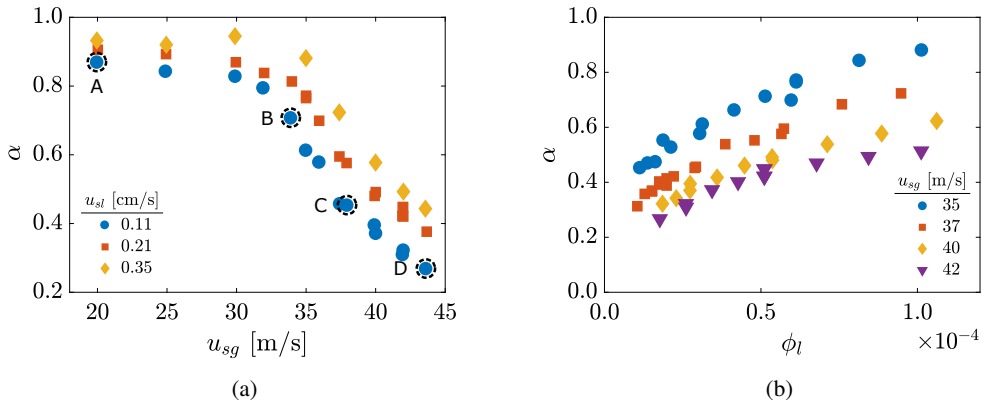 1.0
0.8
α
0.6
0.4
0.2
A
B
C
D
u_sl [cm/s]
0.11
0.21
0.35
20 25 30 35 40 45
u_sg [m/s]
(a)
1.0
0.8
α
0.6
0.4
0.2
0.0
u_sg [m/s]
35
37
40
42
0.0 0.5 1.0
ϕ_l
×10⁻⁴
(b)